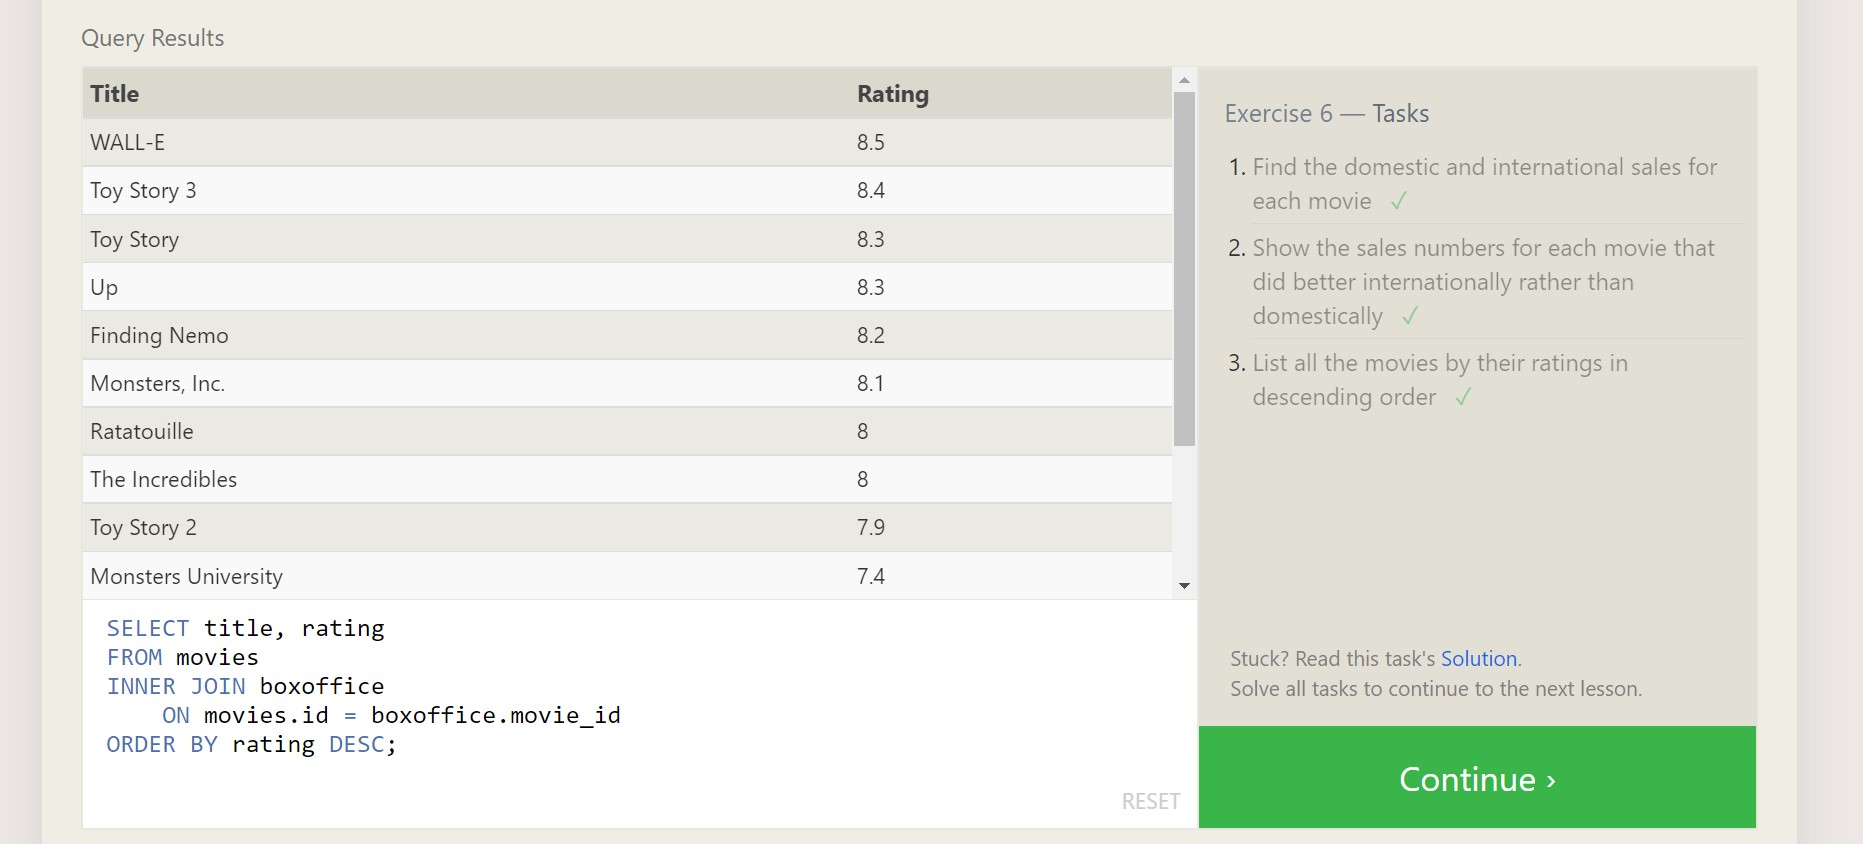 Query Results
Title Rating
WALL-E 8.5
Toy Story 3 8.4
Toy Story 8.3
Up 8.3
Finding Nemo 8.2
Monsters, Inc. 8.1
Ratatouille 8
The Incredibles 8
Toy Story 2 7.9
Monsters University 7.4
SELECT title, rating
FROM movies
INNER JOIN boxoffice
    ON movies.id = boxoffice.movie_id
ORDER BY rating DESC;
RESET
Exercise 6 — Tasks
1. Find the domestic and international sales for
each movie ✓
2. Show the sales numbers for each movie that
did better internationally rather than
domestically ✓
3. List all the movies by their ratings in
descending order ✓
Stuck? Read this task's Solution.
Solve all tasks to continue to the next lesson.
Continue ›